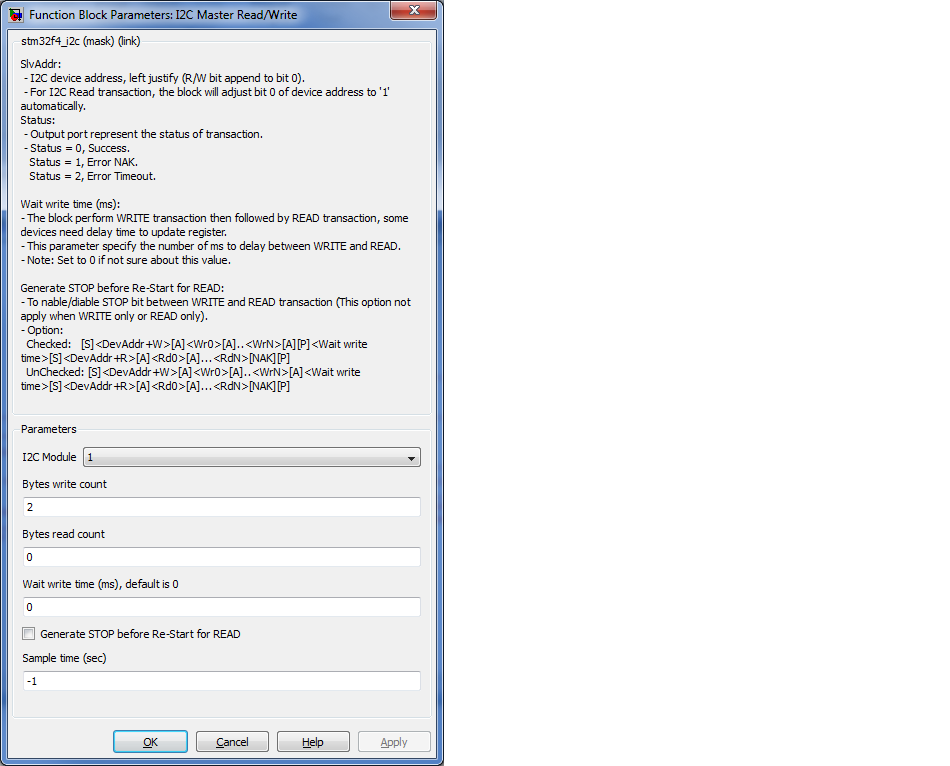 Function Block Parameters: I2C Master Read/Write
stm32f4_i2c (mask) (link)
SlvAddr:
- I2C device address, left justify (R/W bit append to bit 0).
- For I2C Read transaction, the block will adjust bit 0 of device address to '1'
automatically.
Status:
- Output port represent the status of transaction.
- Status = 0, Success.
Status = 1, Error NAK.
Status = 2, Error Timeout.
Wait write time (ms):
- The block perform WRITE transaction then followed by READ transaction, some
devices need delay time to update register.
- This parameter specify the number of ms to delay between WRITE and READ.
- Note: Set to 0 if not sure about this value.
Generate STOP before Re-Start for READ:
- To nable/diable STOP bit between WRITE and READ transaction (This option not
apply when WRITE only or READ only).
- Option:
Checked: [S]<DevAddr+W>[A]<Wr0>[A]..<WrN>[A][P]<Wait write
time>[S]<DevAddr+R>[A]<Rd0>[A]...<RdN>[NAK][P]
UnChecked: [S]<DevAddr+W>[A]<Wr0>[A]..<WrN>[A]<Wait write
time>[S]<DevAddr+R>[A]<Rd0>[A]...<RdN>[NAK][P]
Parameters
I2C Module 1
Bytes write count
2
Bytes read count
0
Wait write time (ms), default is 0
0
Generate STOP before Re-Start for READ
Sample time (sec)
-1
OK Cancel Help Apply